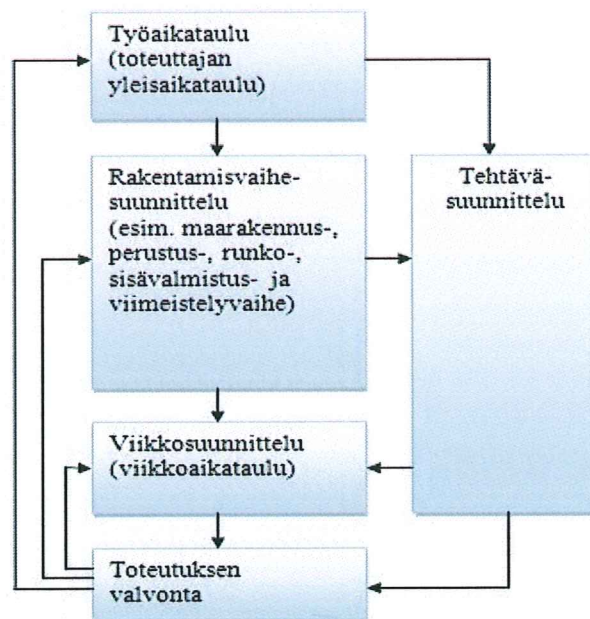 Työaikataulu
(toteuttajan
yleisaikataulu)
Rakentamisvaihe-
suunnittelu
(esim. maarakennus-,
perustus-, runko-,
sisävalmistus- ja
viimeistelyvaihe)
Tehtävä-
suunnittelu
Viikkosuunnittelu
(viikkoaikataulu)
Toteutuksen
valvonta